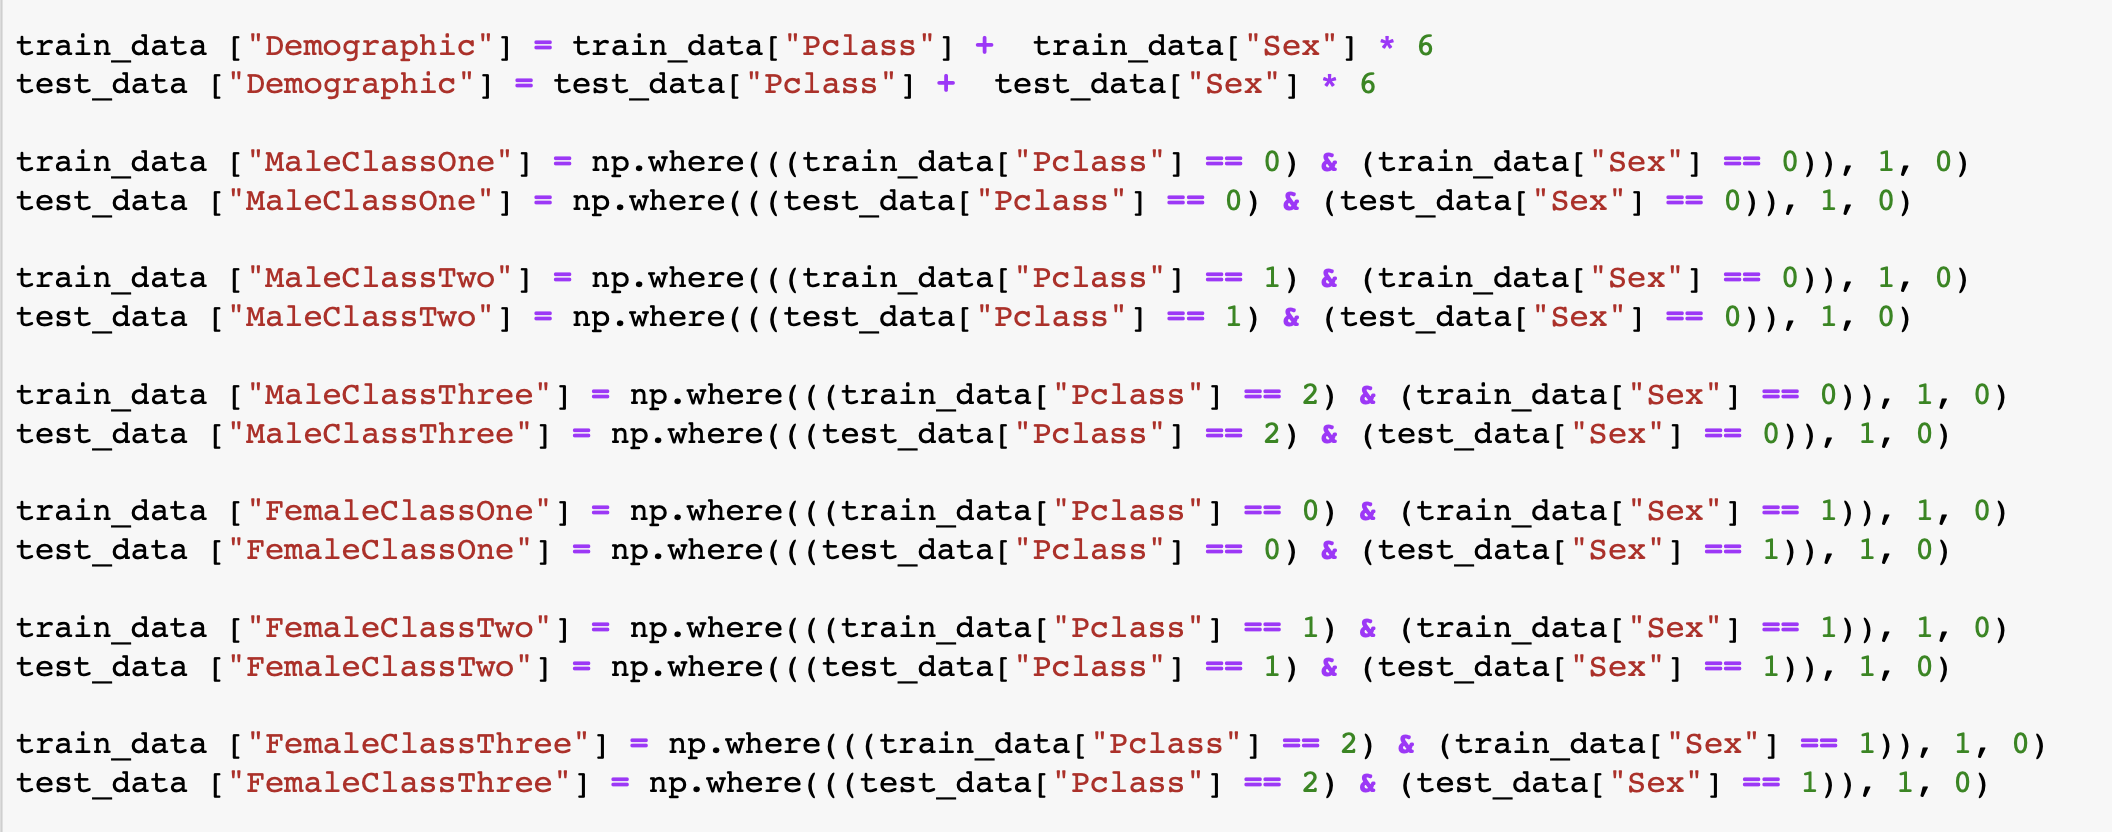 train_data ["Demographic"] = train_data["Pclass"] +  train_data["Sex"] * 6
test_data ["Demographic"] = test_data["Pclass"] +  test_data["Sex"] * 6
train_data ["MaleClassOne"] = np.where(((train_data["Pclass"] == 0) & (train_data["Sex"] == 0)), 1, 0)
test_data ["MaleClassOne"] = np.where(((test_data["Pclass"] == 0) & (test_data["Sex"] == 0)), 1, 0)
train_data ["MaleClassTwo"] = np.where(((train_data["Pclass"] == 1) & (train_data["Sex"] == 0)), 1, 0)
test_data ["MaleClassTwo"] = np.where(((test_data["Pclass"] == 1) & (test_data["Sex"] == 0)), 1, 0)
train_data ["MaleClassThree"] = np.where(((train_data["Pclass"] == 2) & (train_data["Sex"] == 0)), 1, 0)
test_data ["MaleClassThree"] = np.where(((test_data["Pclass"] == 2) & (test_data["Sex"] == 0)), 1, 0)
train_data ["FemaleClassOne"] = np.where(((train_data["Pclass"] == 0) & (train_data["Sex"] == 1)), 1, 0)
test_data ["FemaleClassOne"] = np.where(((test_data["Pclass"] == 0) & (test_data["Sex"] == 1)), 1, 0)
train_data ["FemaleClassTwo"] = np.where(((train_data["Pclass"] == 1) & (train_data["Sex"] == 1)), 1, 0)
test_data ["FemaleClassTwo"] = np.where(((test_data["Pclass"] == 1) & (test_data["Sex"] == 1)), 1, 0)
train_data ["FemaleClassThree"] = np.where(((train_data["Pclass"] == 2) & (train_data["Sex"] == 1)), 1, 0)
test_data ["FemaleClassThree"] = np.where(((test_data["Pclass"] == 2) & (test_data["Sex"] == 1)), 1, 0)